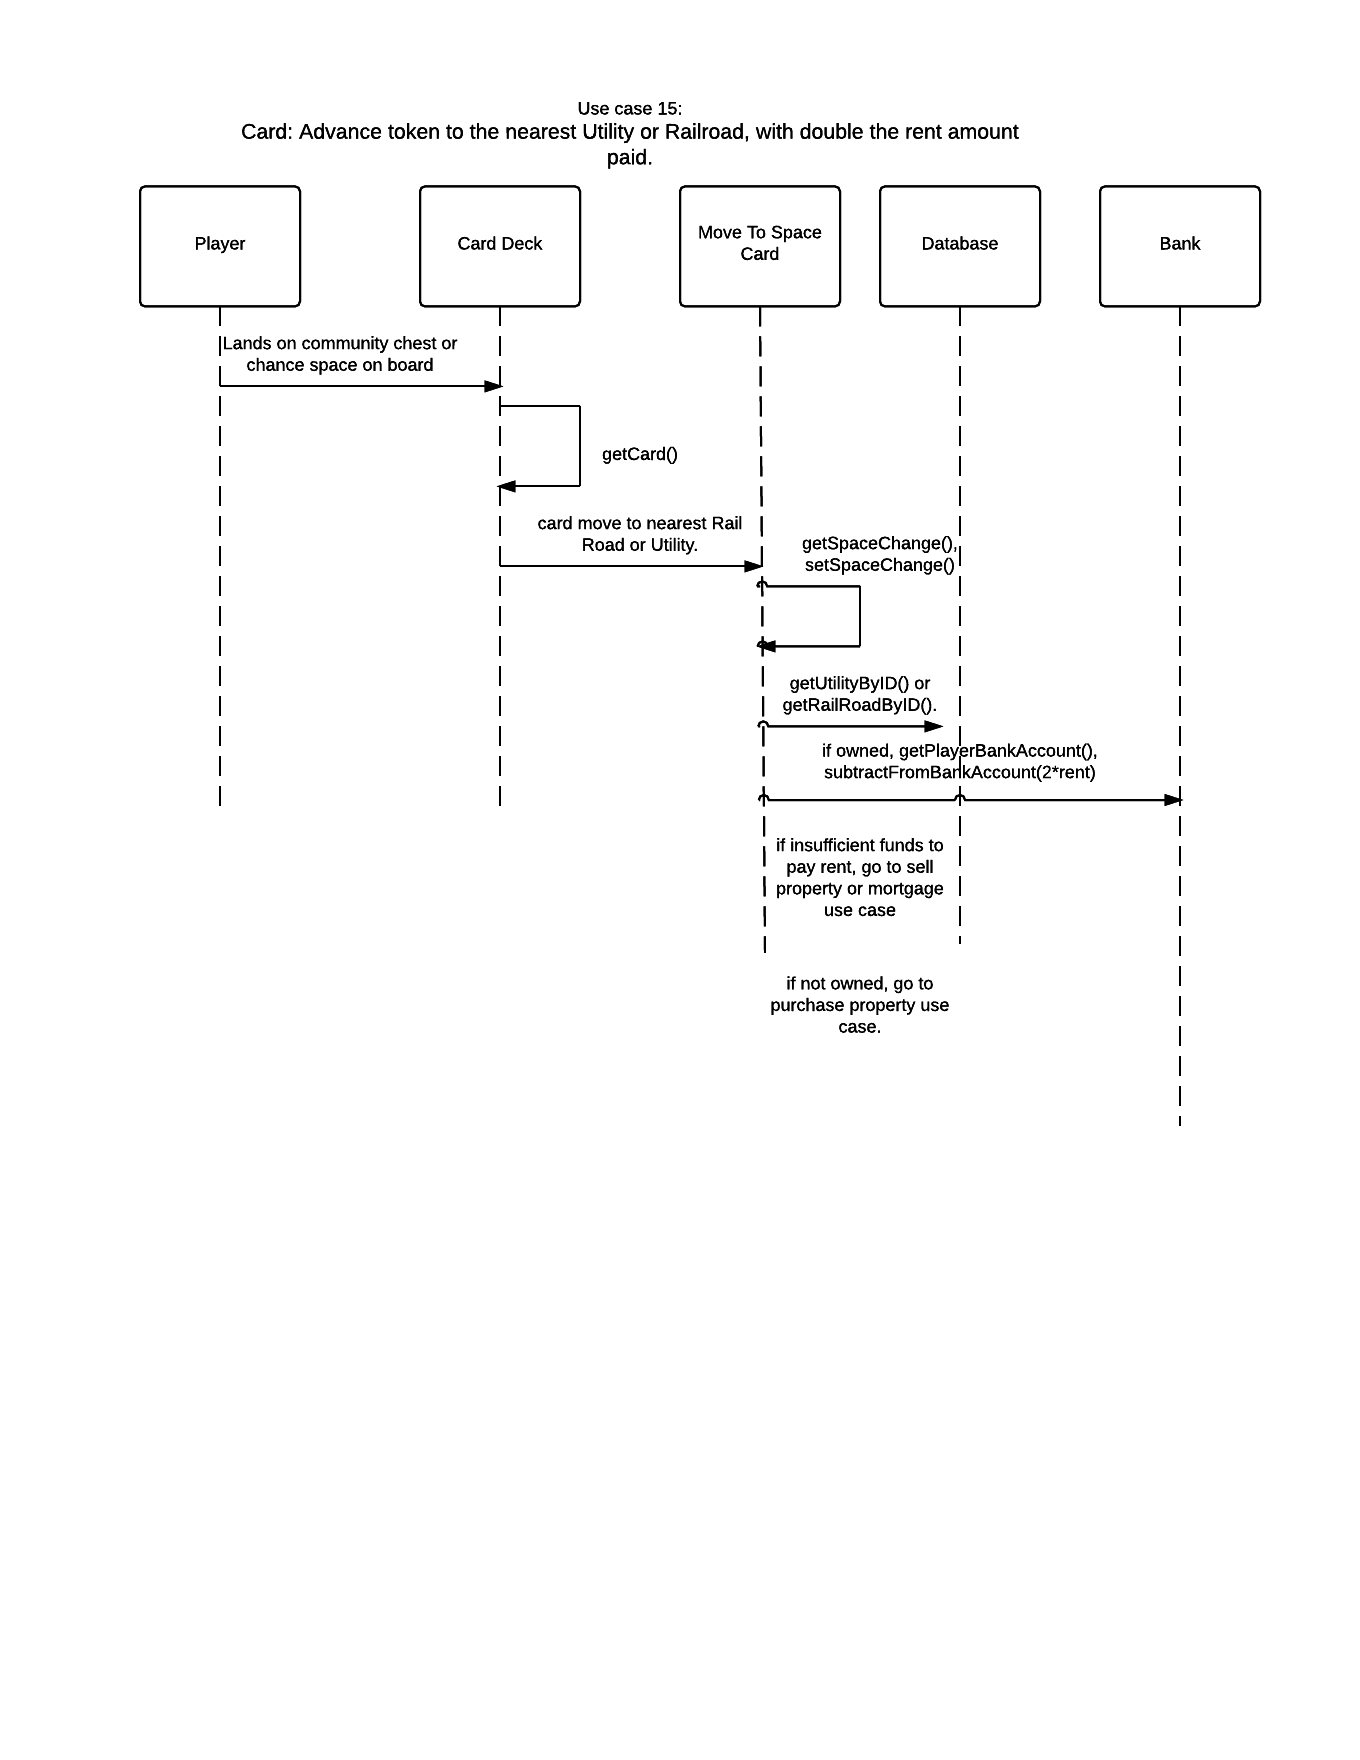 Use case 15:
Card: Advance token to the nearest Utility or Railroad, with double the rent amount
paid.
Player
Card Deck
Move To Space
Card
Database
Bank
Lands on community chest or
chance space on board
getCard()
card move to nearest Rail
Road or Utility.
getSpaceChange(),
setSpaceChange()
getUtilityByID() or
getRailRoadByID().
if owned, getPlayerBankAccount(),
subtractFromBankAccount(2*rent)
if insufficient funds to
pay rent, go to sell
property or mortgage
use case
if not owned, go to
purchase property use
case.